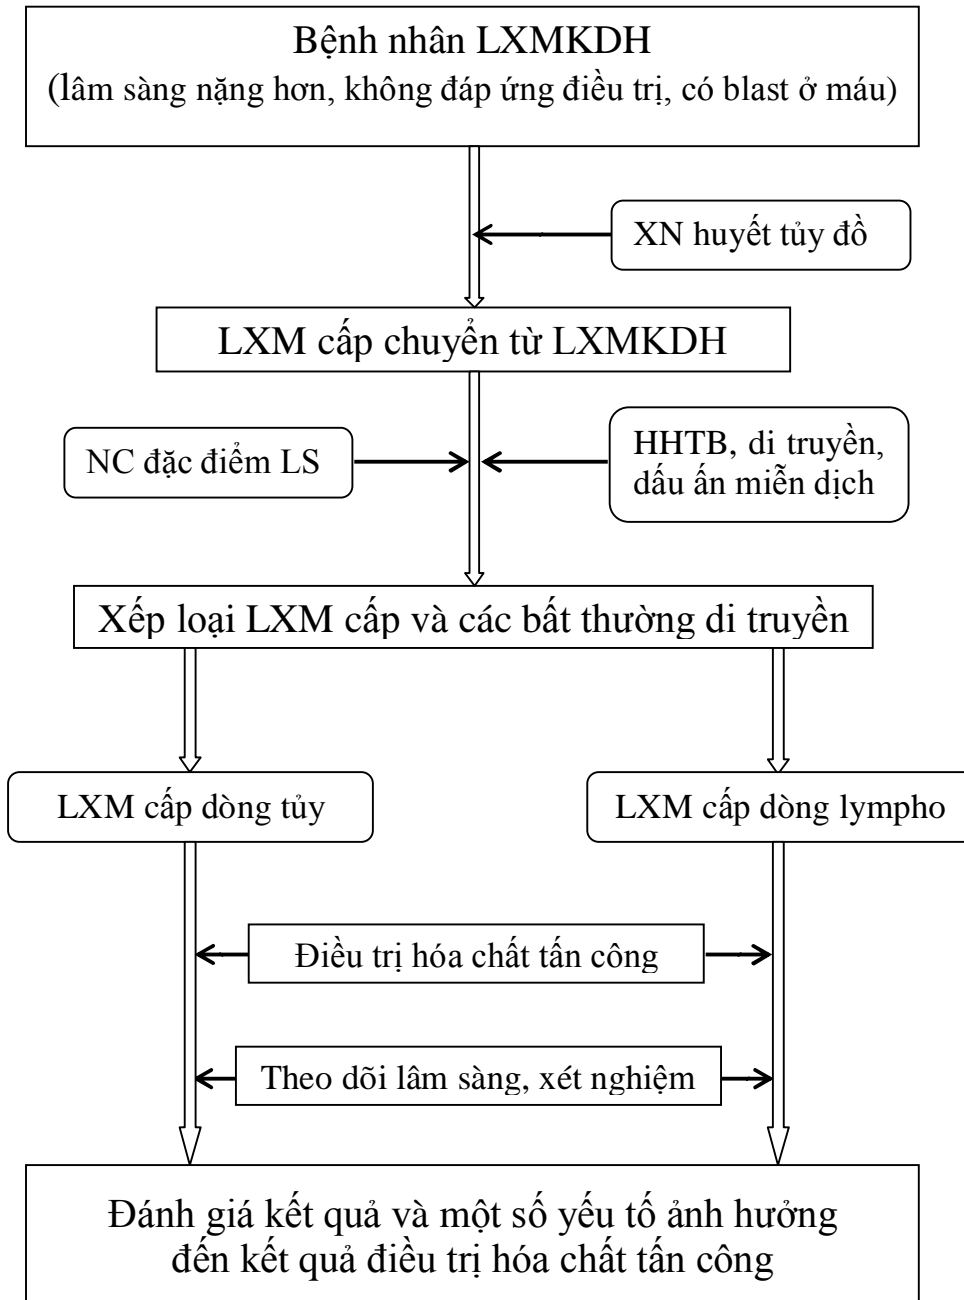 Bệnh nhân LXMKDH
(lâm sàng nặng hơn, không đáp ứng điều trị, có blast ở máu)
XN huyết tủy đồ
LXM cấp chuyển từ LXMKDH
NC đặc điểm LS
HHTB, di truyền,
dấu ấn miễn dịch
Xếp loại LXM cấp và các bất thường di truyền
LXM cấp dòng tủy
LXM cấp dòng lympho
Điều trị hóa chất tấn công
Theo dõi lâm sàng, xét nghiệm
Đánh giá kết quả và một số yếu tố ảnh hưởng
đến kết quả điều trị hóa chất tấn công